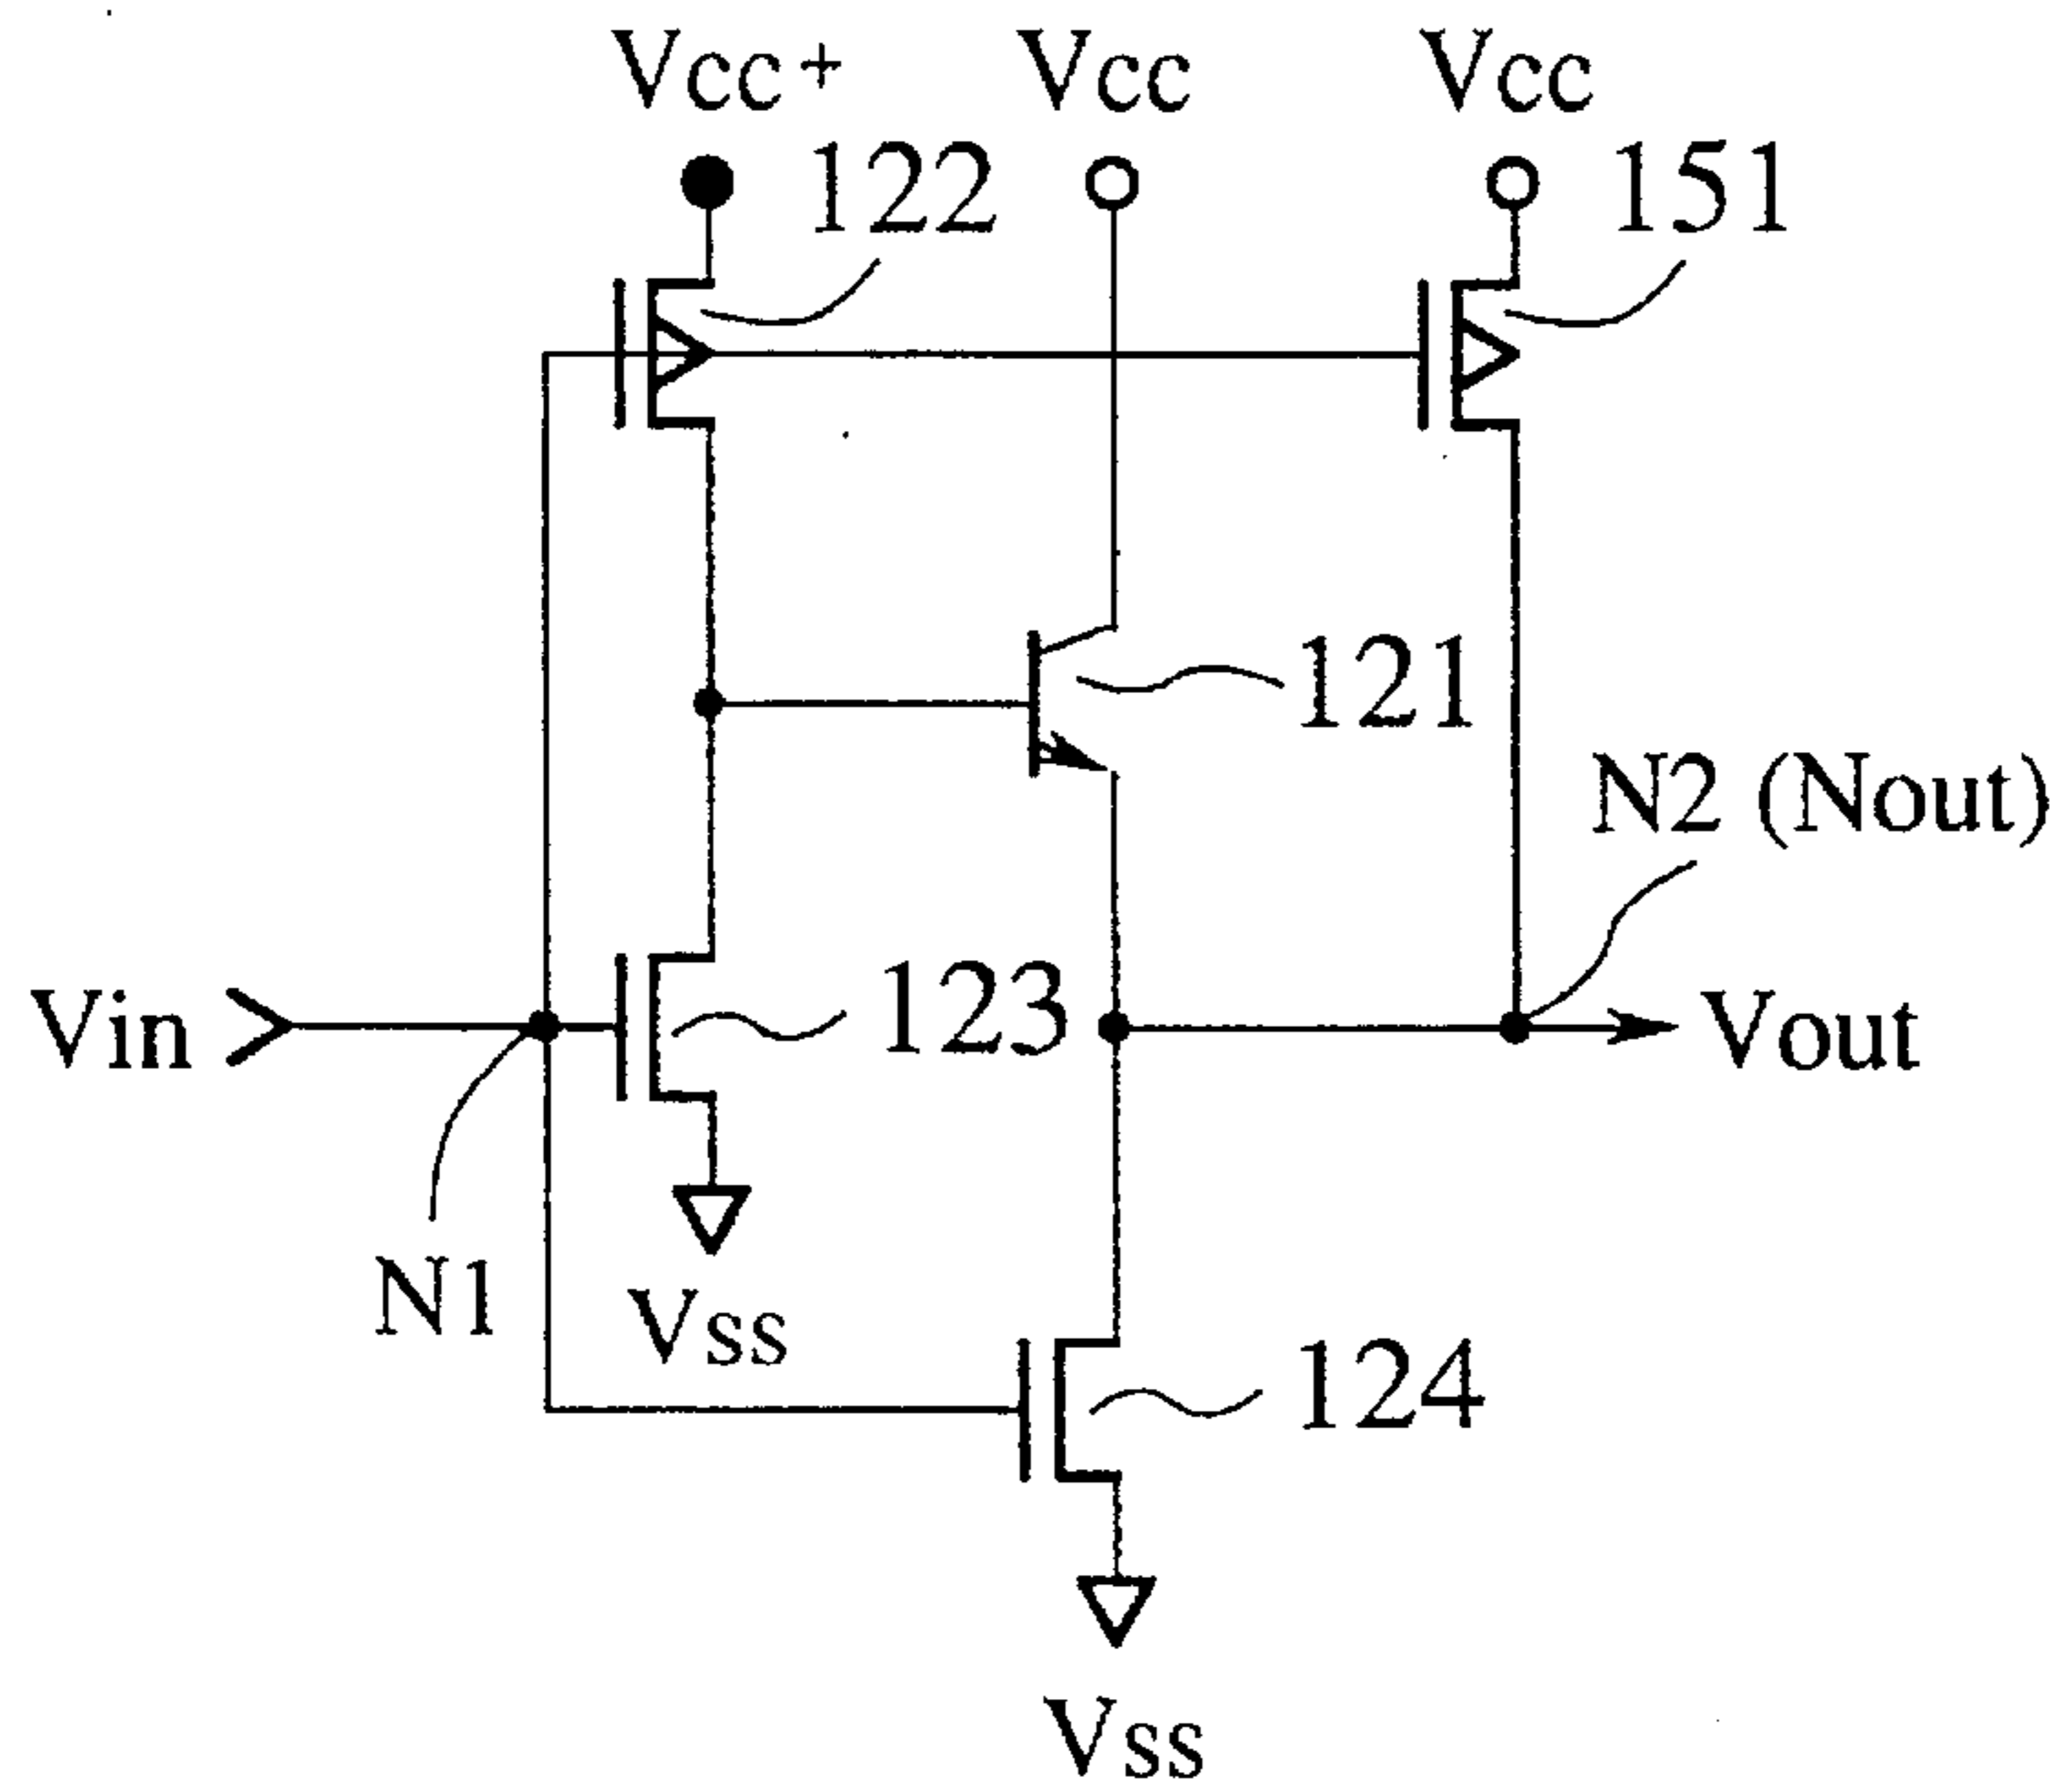 Vcc+ Vcc Vcc
122 151
121
N2 (Nout)
Vin 123 Vout
N1
Vss
124
Vss